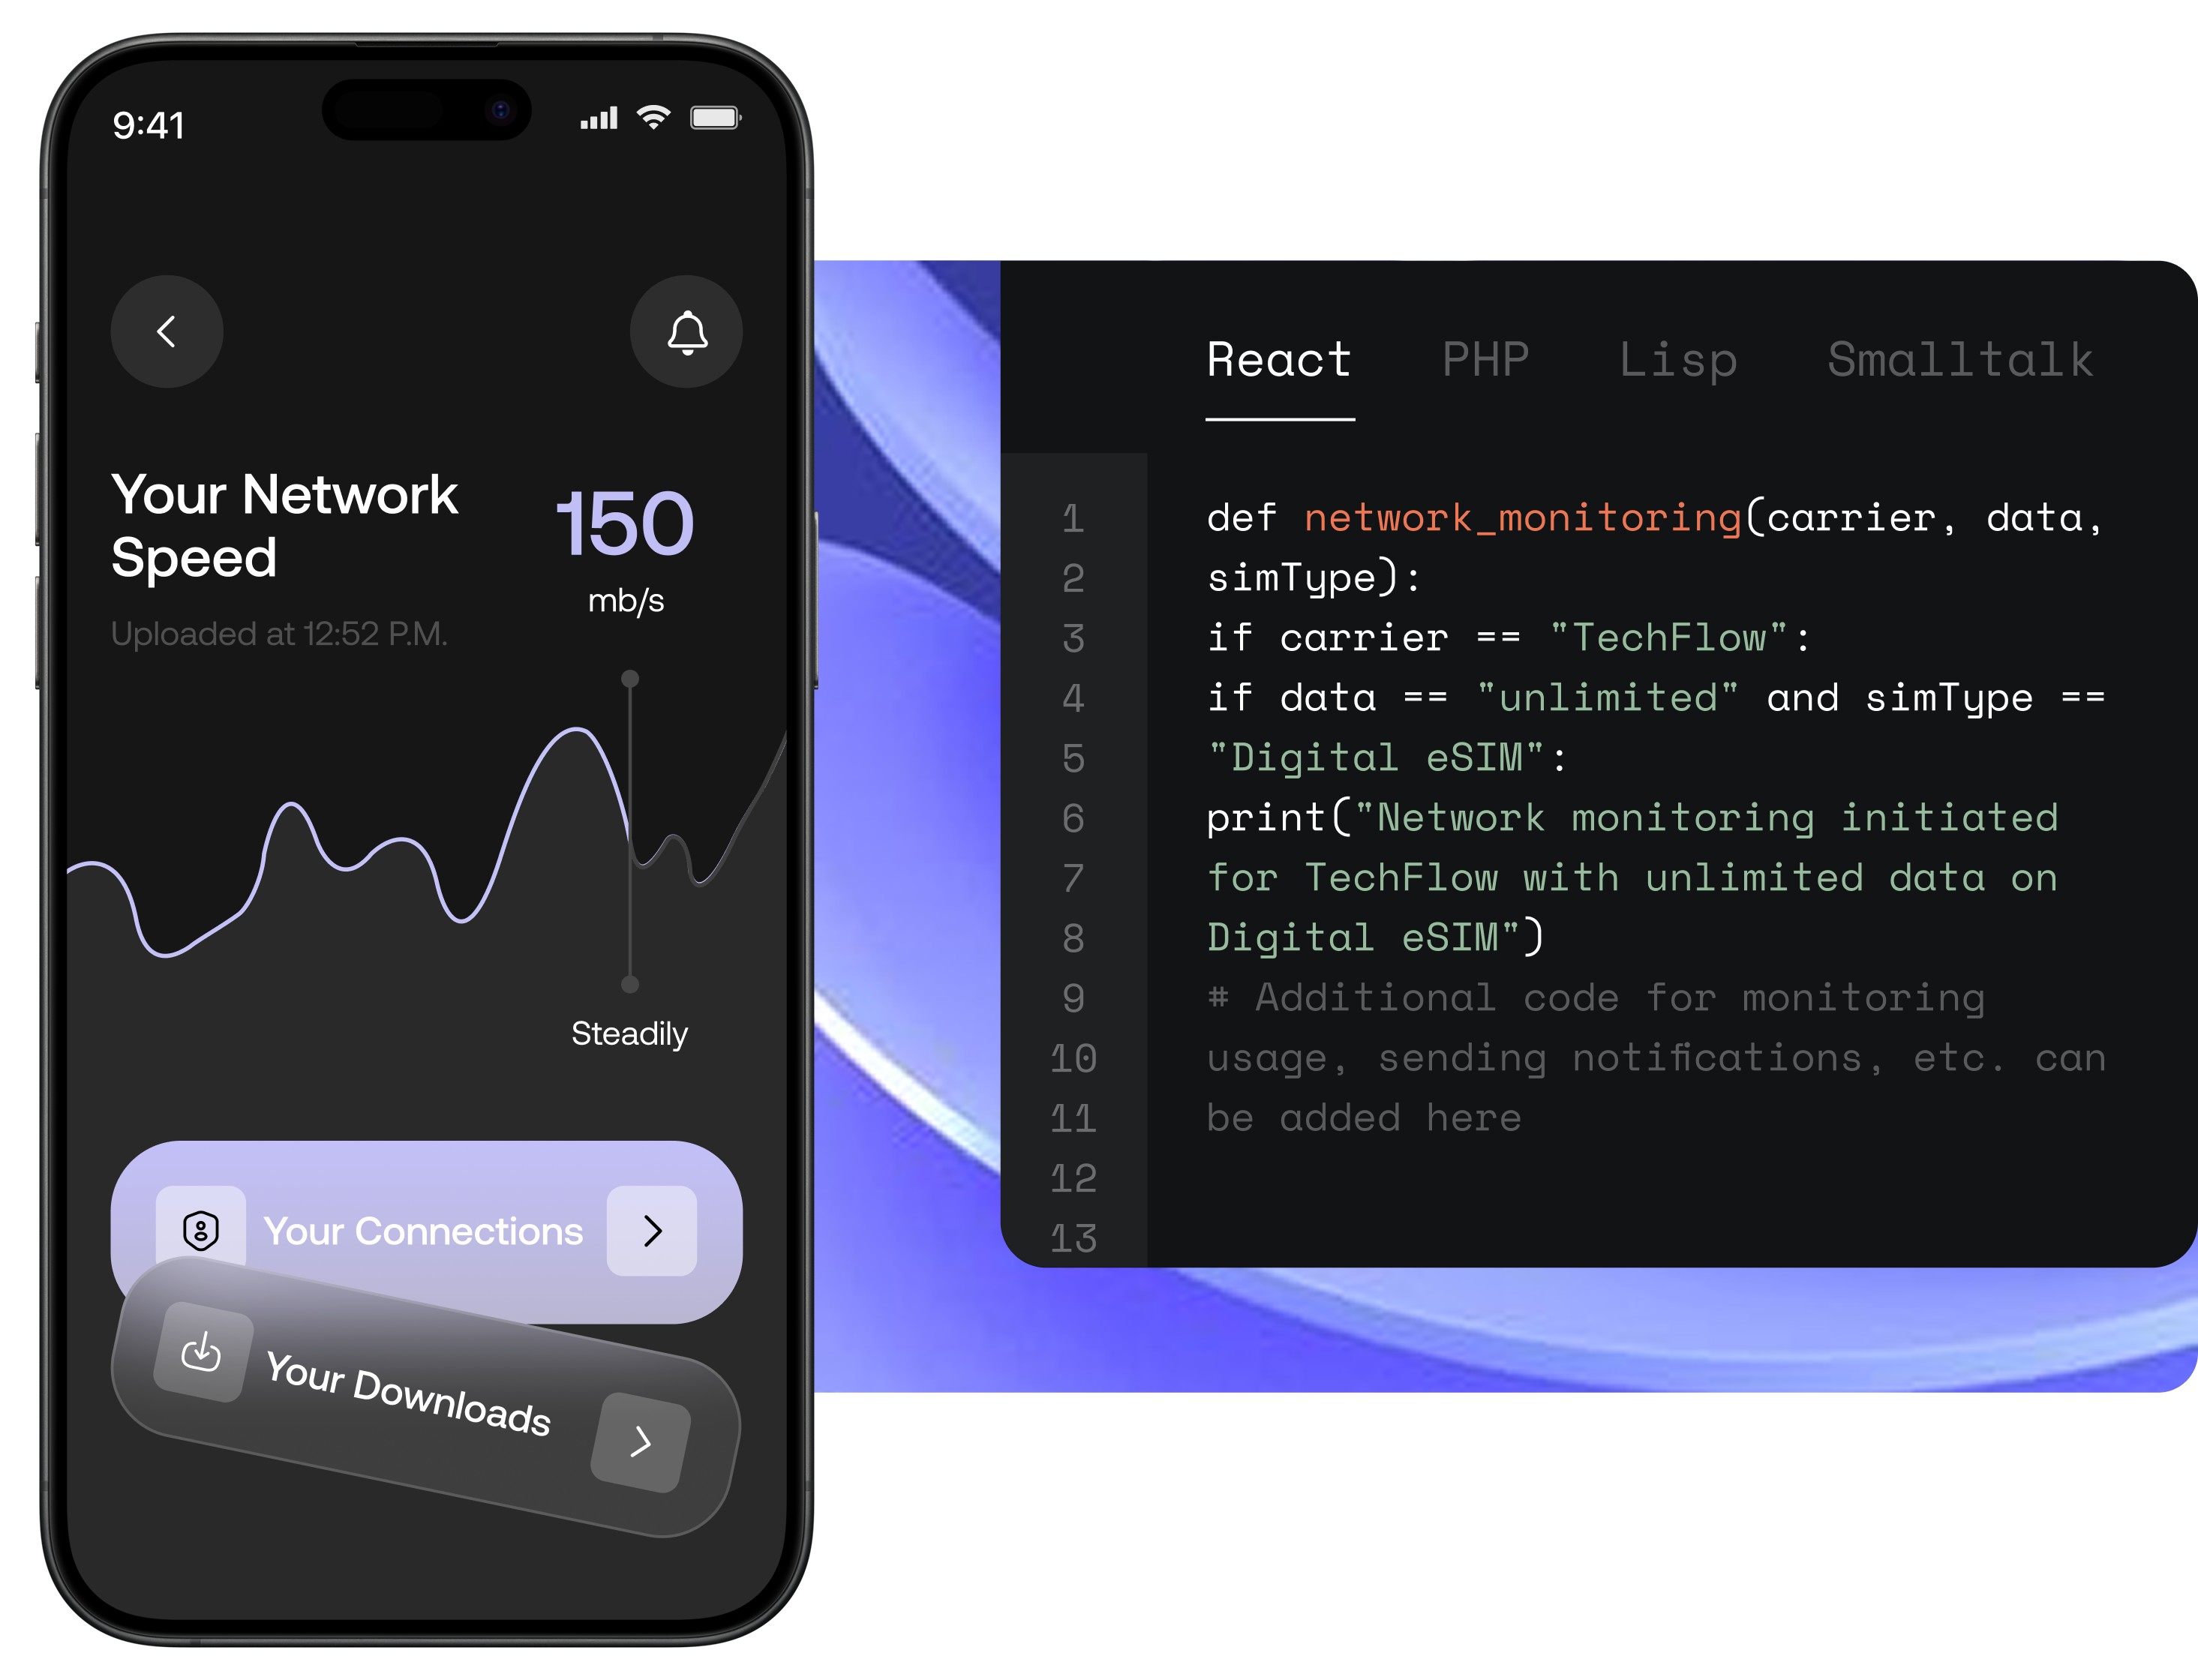 9:41
Your Network
Speed
150
mb/s
Uploaded at 12:52 P.M.
Steadily
Your Connections
Your Downloads
React PHP Lisp Smalltalk
1 def network_monitoring(carrier, data,
2 simType):
3 if carrier == "TechFlow":
4 if data == "unlimited" and simType ==
5 "Digital eSIM":
6 print("Network monitoring initiated
7 for TechFlow with unlimited data on
8 Digital eSIM")
9 # Additional code for monitoring
10 usage, sending notifications, etc. can
11 be added here
12
13